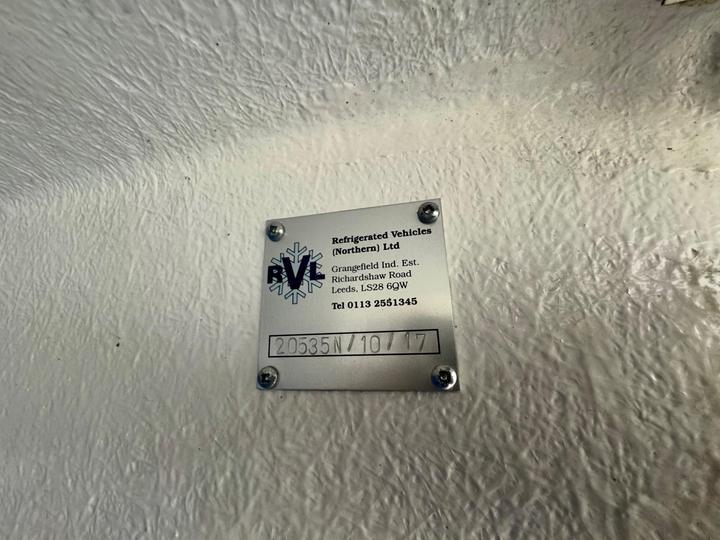 RVL
Refrigerated Vehicles
(Northern) Ltd
Grangefield Ind. Est.
Richardshaw Road
Leeds, LS28 6QW
Tel 0113 2551345
20535N/10/17